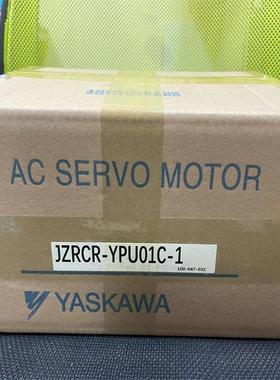 AC SERVO MOTOR
JZRCR-YPU01C-1
100-047-032
YASKAWA